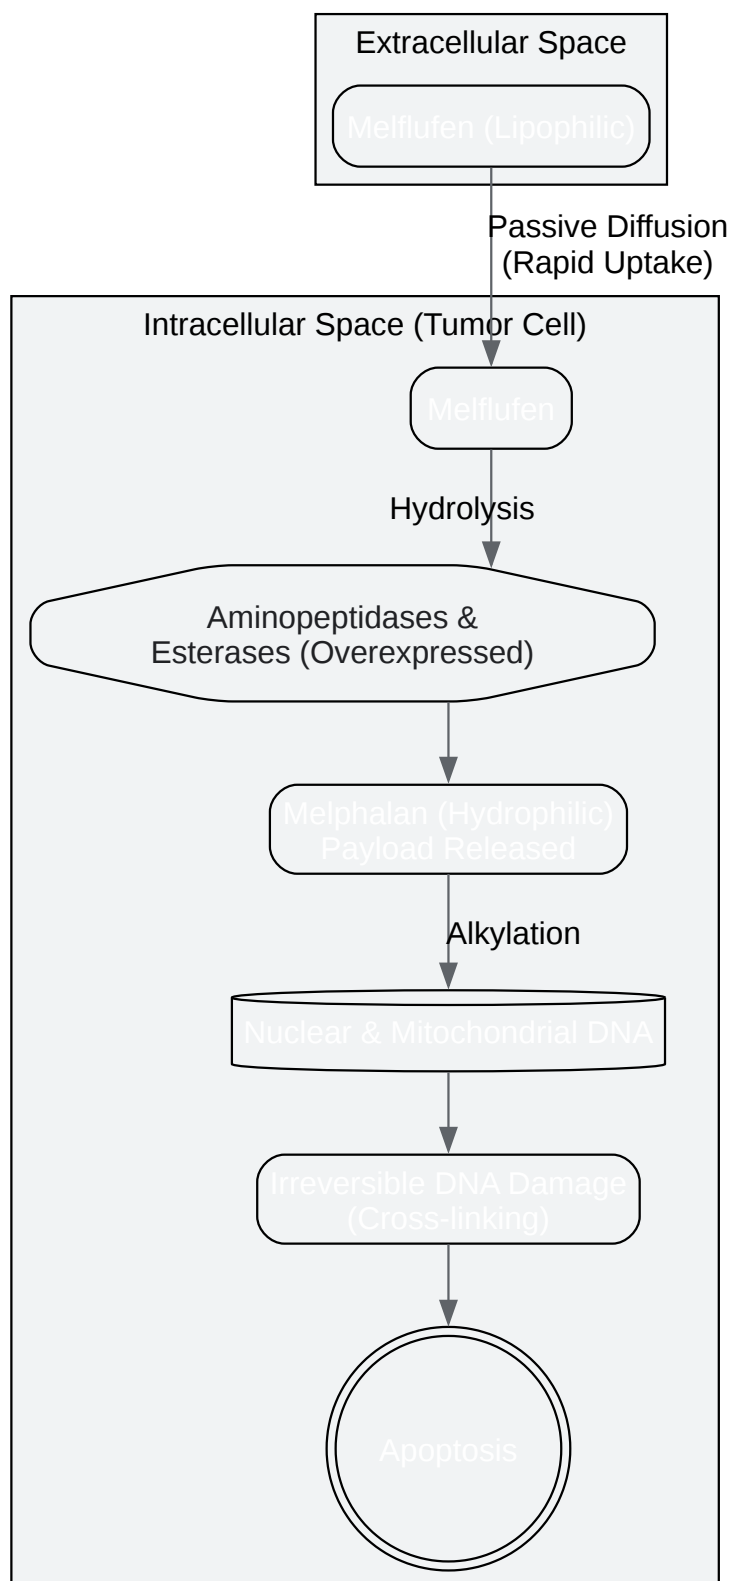 Extracellular Space
Melflufen (Lipophilic)
Passive Diffusion
(Rapid Uptake)
Intracellular Space (Tumor Cell)
Melflufen
Hydrolysis
Aminopeptidases &
Esterases (Overexpressed)
Melphalan (Hydrophilic)
Payload Released
Alkylation
Nuclear & Mitochondrial DNA
Irreversible DNA Damage
(Cross-linking)
Apoptosis